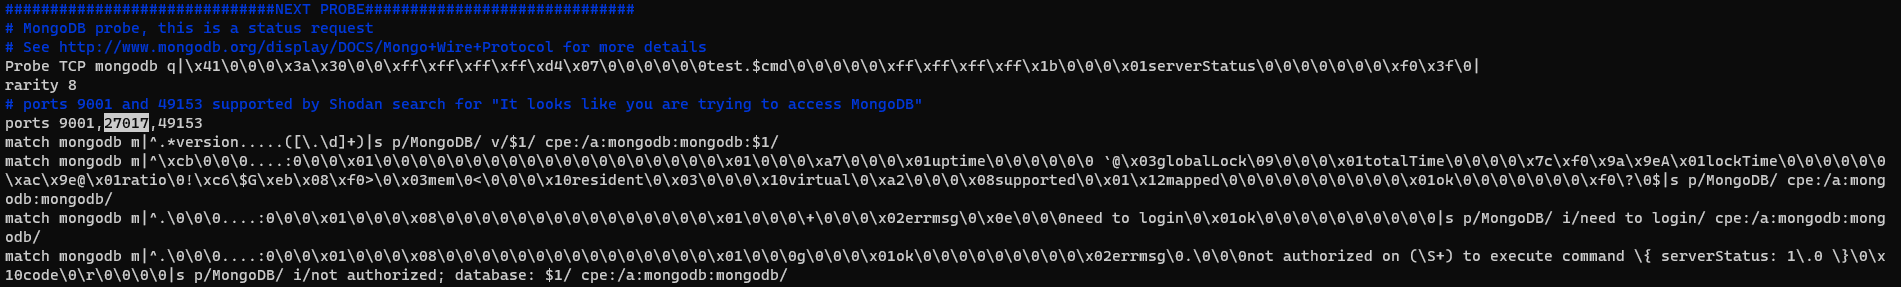 ##############################NEXT PROBE##############################
# MongoDB probe, this is a status request
# See http://www.mongodb.org/display/DOCS/Mongo+Wire+Protocol for more details
Probe TCP mongodb q|\x41\0\0\0\x3a\x30\0\0\xff\xff\xff\xff\xd4\x07\0\0\0\0\0\0test.$cmd\0\0\0\0\0\xff\xff\xff\xff\x1b\0\0\0\x01serverStatus\0\0\0\0\0\0\0\xf0\x3f\0|
rarity 8
# ports 9001 and 49153 supported by Shodan search for "It looks like you are trying to access MongoDB"
ports 9001,27017,49153
match mongodb m|^.*version.....([\.\d]+)|s p/MongoDB/ v/$1/ cpe:/a:mongodb:mongodb:$1/
match mongodb m|^\xcb\0\0\0....:0\0\0\x01\0\0\0\0\0\0\0\0\0\0\0\0\0\0\0\x01\0\0\0\xa7\0\0\0\x01uptime\0\0\0\0\0\0 `@\x03globalLock\09\0\0\0\x01totalTime\0\0\0\0\x7c\xf0\x9a\x9eA\x01lockTime\0\0\0\0\0\0
\xac\x9e@\x01ratio\0!\xc6\$G\xeb\x08\xf0>\0\x03mem\0<\0\0\0\x10resident\0\x03\0\0\0\x10virtual\0\xa2\0\0\0\x08supported\0\x01\x12mapped\0\0\0\0\0\0\0\0\0\x01ok\0\0\0\0\0\0\0\xf0\?\0$|s p/MongoDB/ cpe:/a:mong
odb:mongodb/
match mongodb m|^.\0\0\0....:0\0\0\x01\0\0\0\x08\0\0\0\0\0\0\0\0\0\0\0\0\0\0\0\x01\0\0\0\+\0\0\0\x02errmsg\0\x0e\0\0\0need to login\0\x01ok\0\0\0\0\0\0\0\0\0\0|s p/MongoDB/ i/need to login/ cpe:/a:mongodb:mong
odb/
match mongodb m|^.\0\0\0....:0\0\0\x01\0\0\0\x08\0\0\0\0\0\0\0\0\0\0\0\0\0\0\0\x01\0\0\0g\0\0\0\x01ok\0\0\0\0\0\0\0\0\0\x02errmsg\0.\0\0\0not authorized on (\S+) to execute command \{ serverStatus: 1\.0 \}\0\x
10code\0\r\0\0\0\0|s p/MongoDB/ i/not authorized; database: $1/ cpe:/a:mongodb:mongodb/